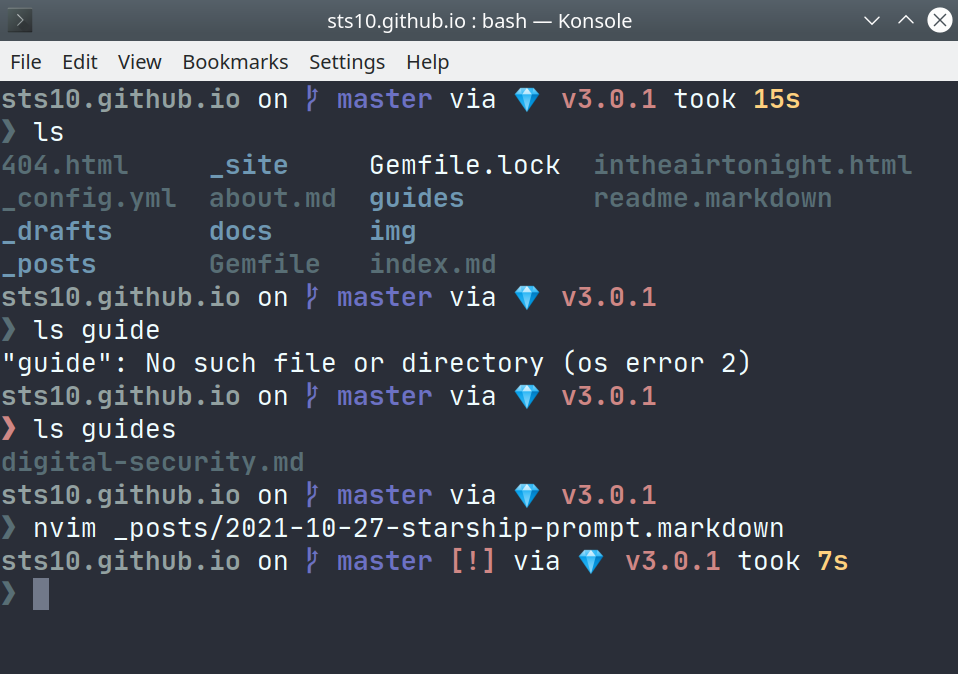 sts10.github.io : bash — Konsole
File Edit View Bookmarks Settings Help
sts10.github.io on master via 💎 v3.0.1 took 15s
❯ ls
404.html _site Gemfile.lock intheairtonight.html
_config.yml about.md guides readme.markdown
_drafts docs img
_posts Gemfile index.md
sts10.github.io on master via 💎 v3.0.1
❯ ls guide
"guide": No such file or directory (os error 2)
sts10.github.io on master via 💎 v3.0.1
❯ ls guides
digital-security.md
sts10.github.io on master via 💎 v3.0.1
❯ nvim _posts/2021-10-27-starship-prompt.markdown
sts10.github.io on master [!] via 💎 v3.0.1 took 7s
❯